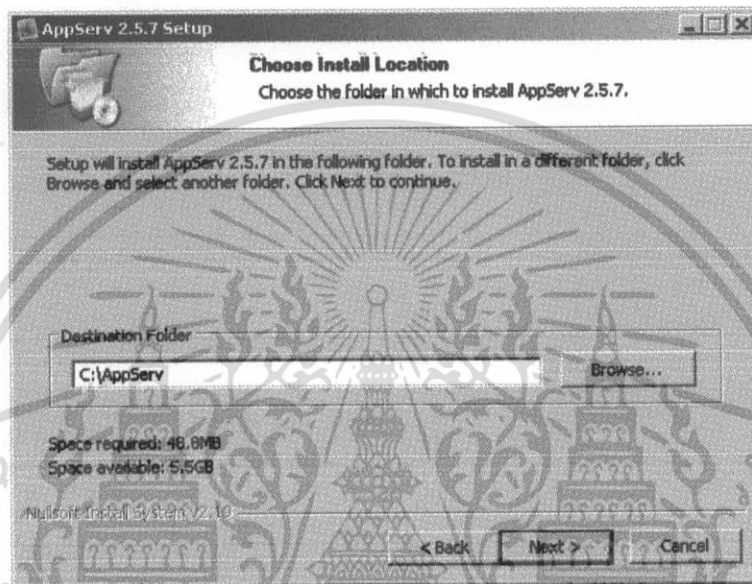 AppServ 2.5.7 Setup
Choose Install Location
Choose the folder in which to install AppServ 2.5.7.
Setup will install AppServ 2.5.7 in the following folder. To install in a different folder, click
Browse and select another folder. Click Next to continue.
Destination Folder
C:\AppServ
Browse...
Space required: 48.8MB
Space available: 5.5GB
Nullsoft Install System v2.10
< Back
Next >
Cancel